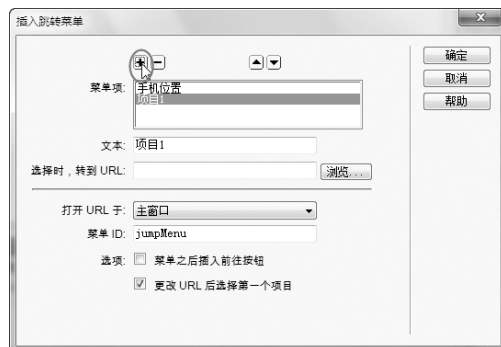 插入跳转菜单
确定
取消
帮助
菜单项:
手机位置
项目1
文本: 项目1
选择时，转到 URL: 浏览...
打开 URL 于: 主窗口
菜单 ID: jumpMenu
选项: 菜单之后插入前往按钮
更改 URL 后选择第一个项目